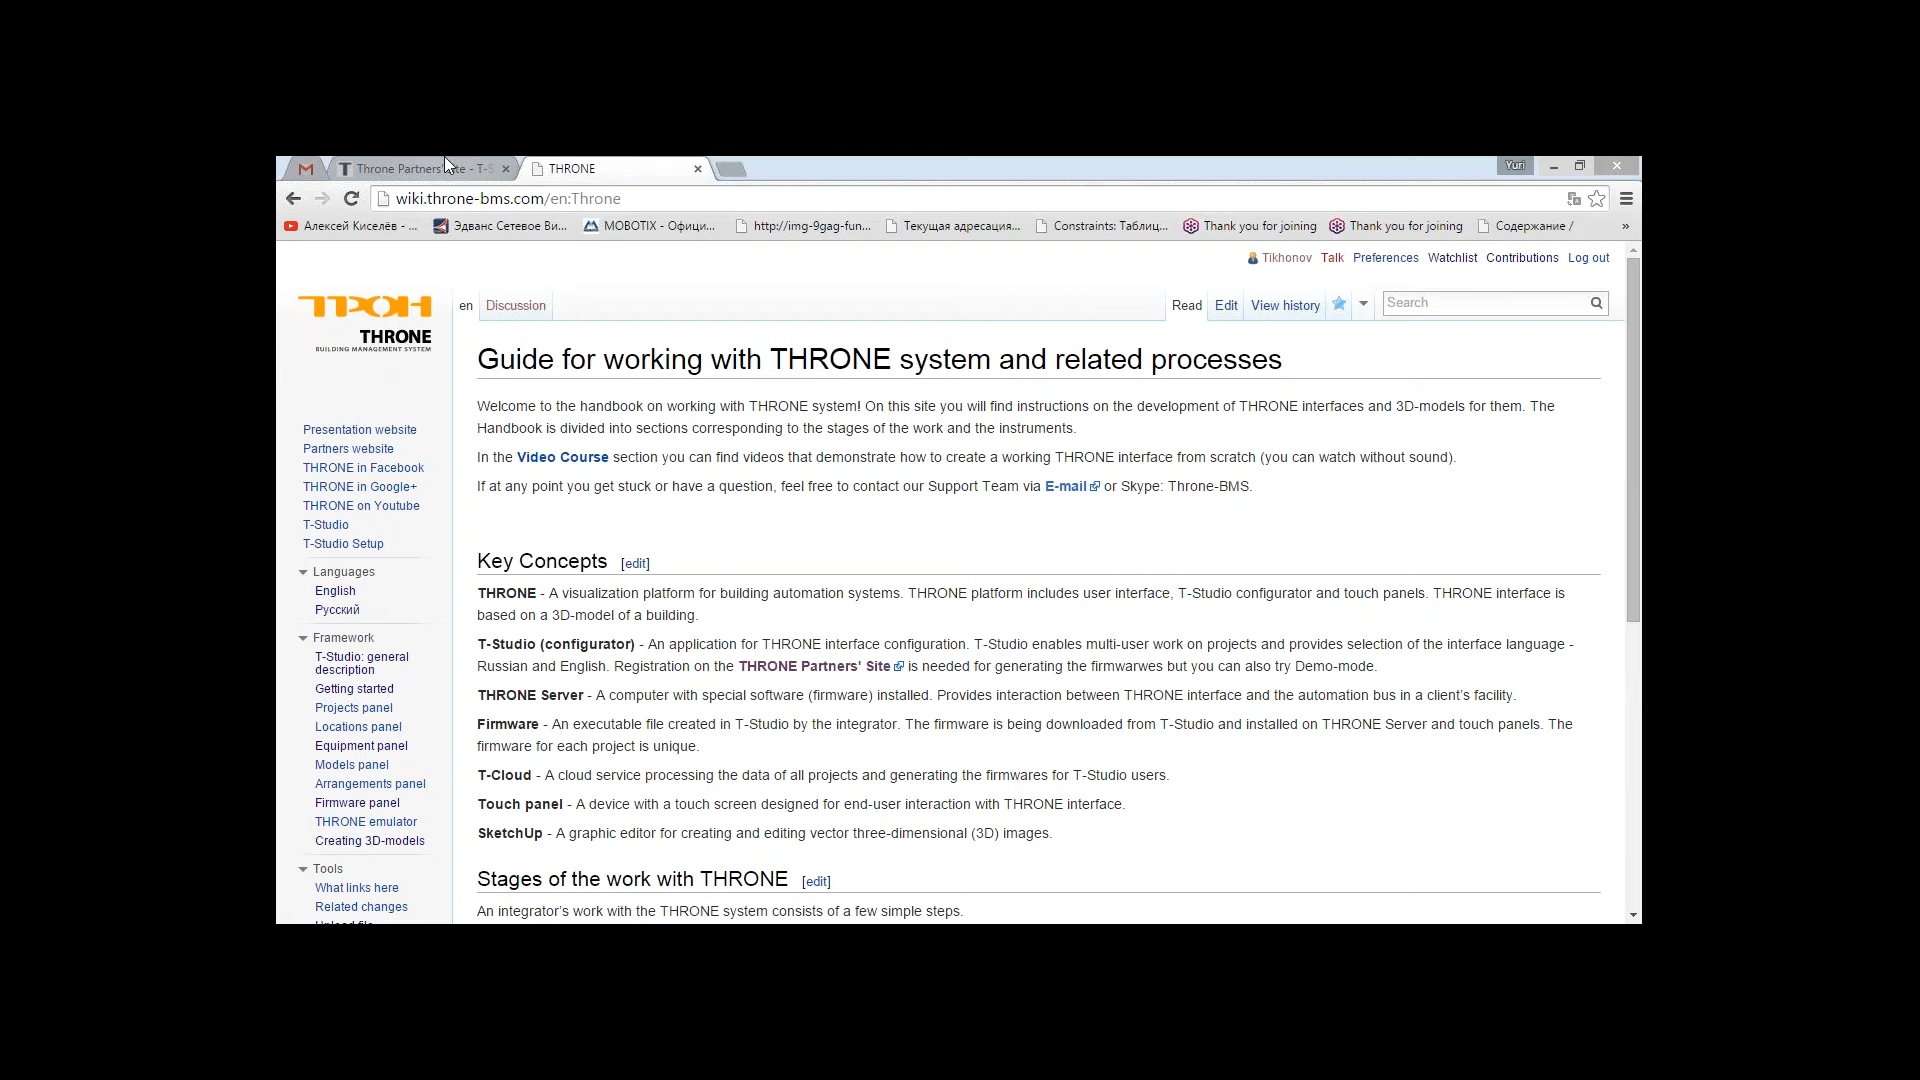 Throne Partners' Site - T-S
THRONE
Yuri
wiki.throne-bms.com/en:Throne
Алексей Киселёв - ...
Эдванс Сетевое Ви...
MOBOTIX - Офици...
http://img-9gag-fun...
Текущая адресация...
Constraints: Таблиц...
Thank you for joining
Thank you for joining
Содержание /
»
Tikhonov Talk Preferences Watchlist Contributions Log out
ТРОН
THRONE
BUILDING MANAGEMENT SYSTEM
en Discussion
Read Edit View history
Search
Presentation website
Partners website
THRONE in Facebook
THRONE in Google+
THRONE on Youtube
T-Studio
T-Studio Setup
Languages
English
Русский
Framework
T-Studio: general
description
Getting started
Projects panel
Locations panel
Equipment panel
Models panel
Arrangements panel
Firmware panel
THRONE emulator
Creating 3D-models
Tools
What links here
Related changes
Upload file
Guide for working with THRONE system and related processes
Welcome to the handbook on working with THRONE system! On this site you will find instructions on the development of THRONE interfaces and 3D-models for them. The
Handbook is divided into sections corresponding to the stages of the work and the instruments.
In the Video Course section you can find videos that demonstrate how to create a working THRONE interface from scratch (you can watch without sound).
If at any point you get stuck or have a question, feel free to contact our Support Team via E-mail or Skype: Throne-BMS.
Key Concepts [edit]
THRONE - A visualization platform for building automation systems. THRONE platform includes user interface, T-Studio configurator and touch panels. THRONE interface is
based on a 3D-model of a building.
T-Studio (configurator) - An application for THRONE interface configuration. T-Studio enables multi-user work on projects and provides selection of the interface language -
Russian and English. Registration on the THRONE Partners' Site is needed for generating the firmwarwes but you can also try Demo-mode.
THRONE Server - A computer with special software (firmware) installed. Provides interaction between THRONE interface and the automation bus in a client's facility.
Firmware - An executable file created in T-Studio by the integrator. The firmware is being downloaded from T-Studio and installed on THRONE Server and touch panels. The
firmware for each project is unique.
T-Cloud - A cloud service processing the data of all projects and generating the firmwares for T-Studio users.
Touch panel - A device with a touch screen designed for end-user interaction with THRONE interface.
SketchUp - A graphic editor for creating and editing vector three-dimensional (3D) images.
Stages of the work with THRONE [edit]
An integrator's work with the THRONE system consists of a few simple steps.